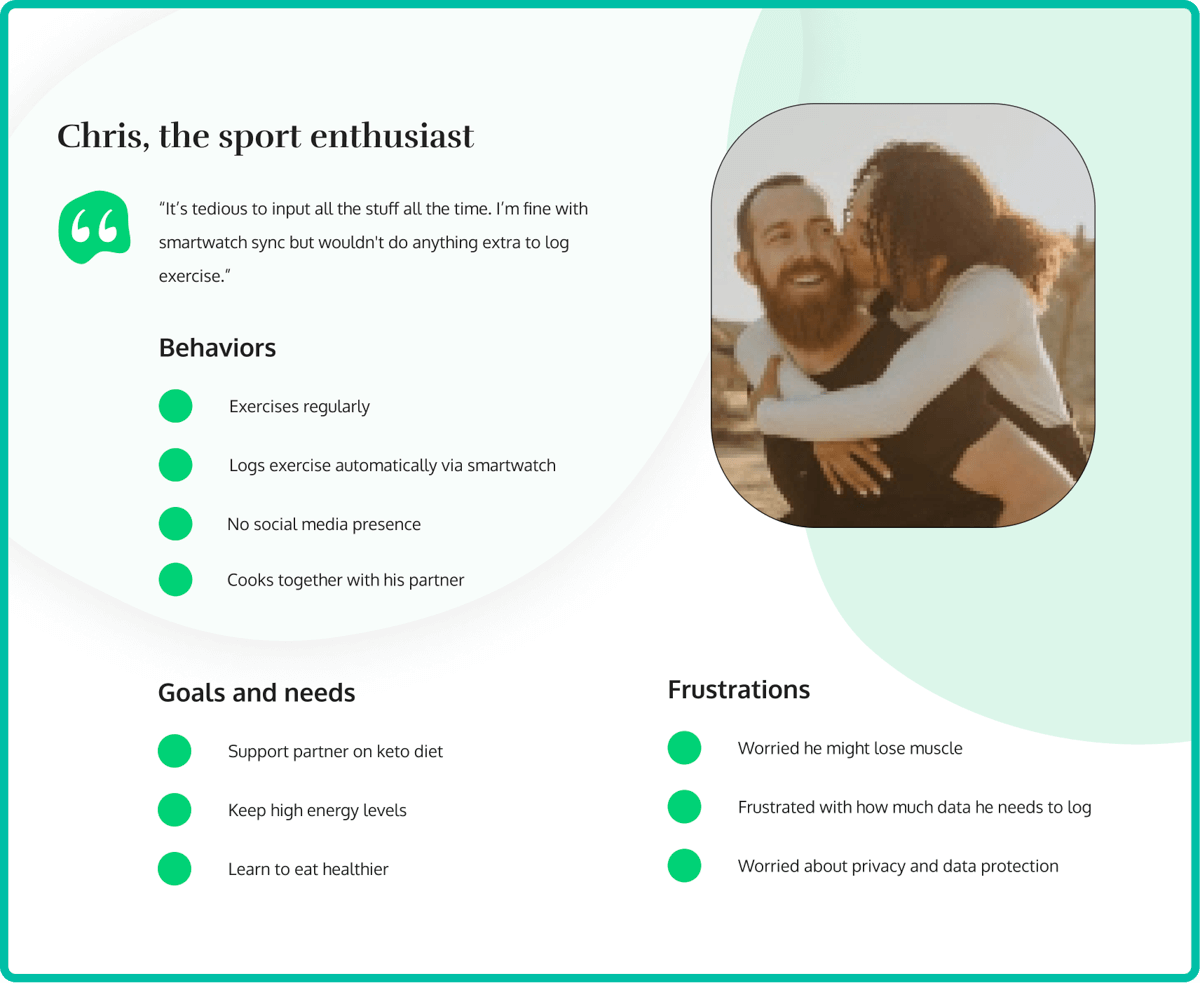 Chris, the sport enthusiast
“It’s tedious to input all the stuff all the time. I’m fine with
smartwatch sync but wouldn't do anything extra to log
exercise.”
Behaviors
Exercises regularly
Logs exercise automatically via smartwatch
No social media presence
Cooks together with his partner
Goals and needs
Support partner on keto diet
Keep high energy levels
Learn to eat healthier
Frustrations
Worried he might lose muscle
Frustrated with how much data he needs to log
Worried about privacy and data protection